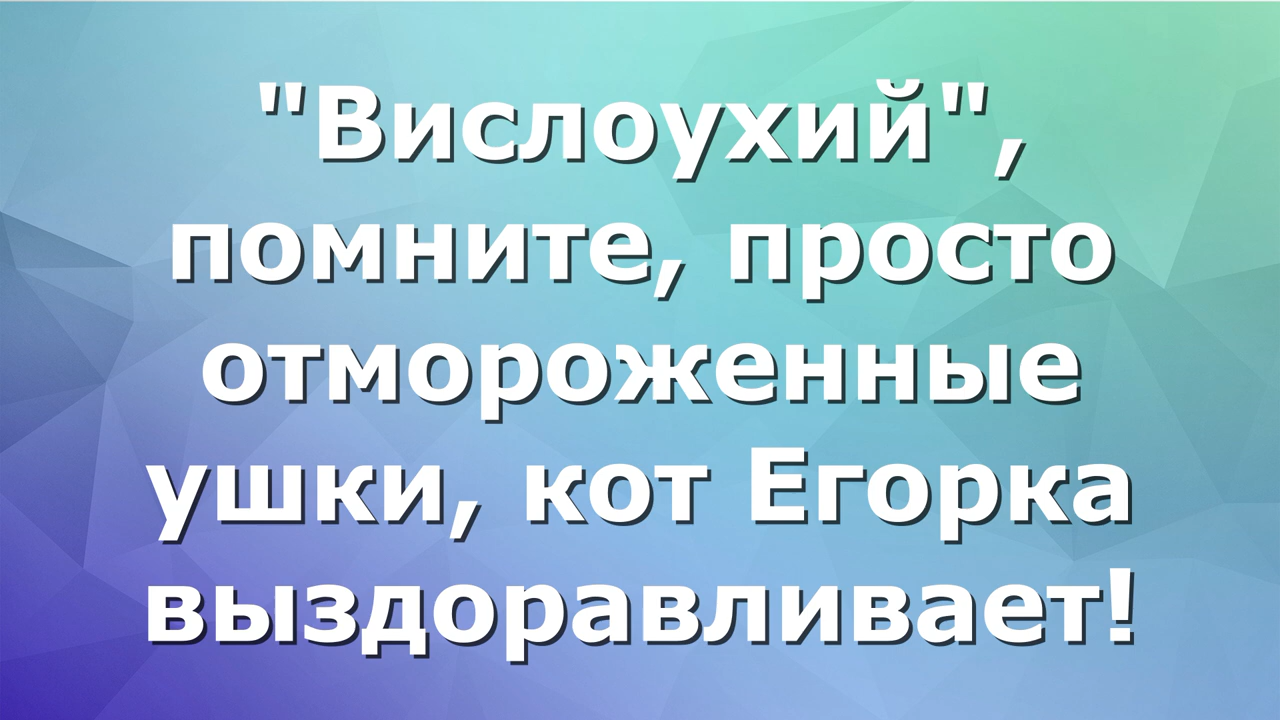 "Вислоухий",
помните, просто
отмороженные
ушки, кот Егорка
выздоравливает!